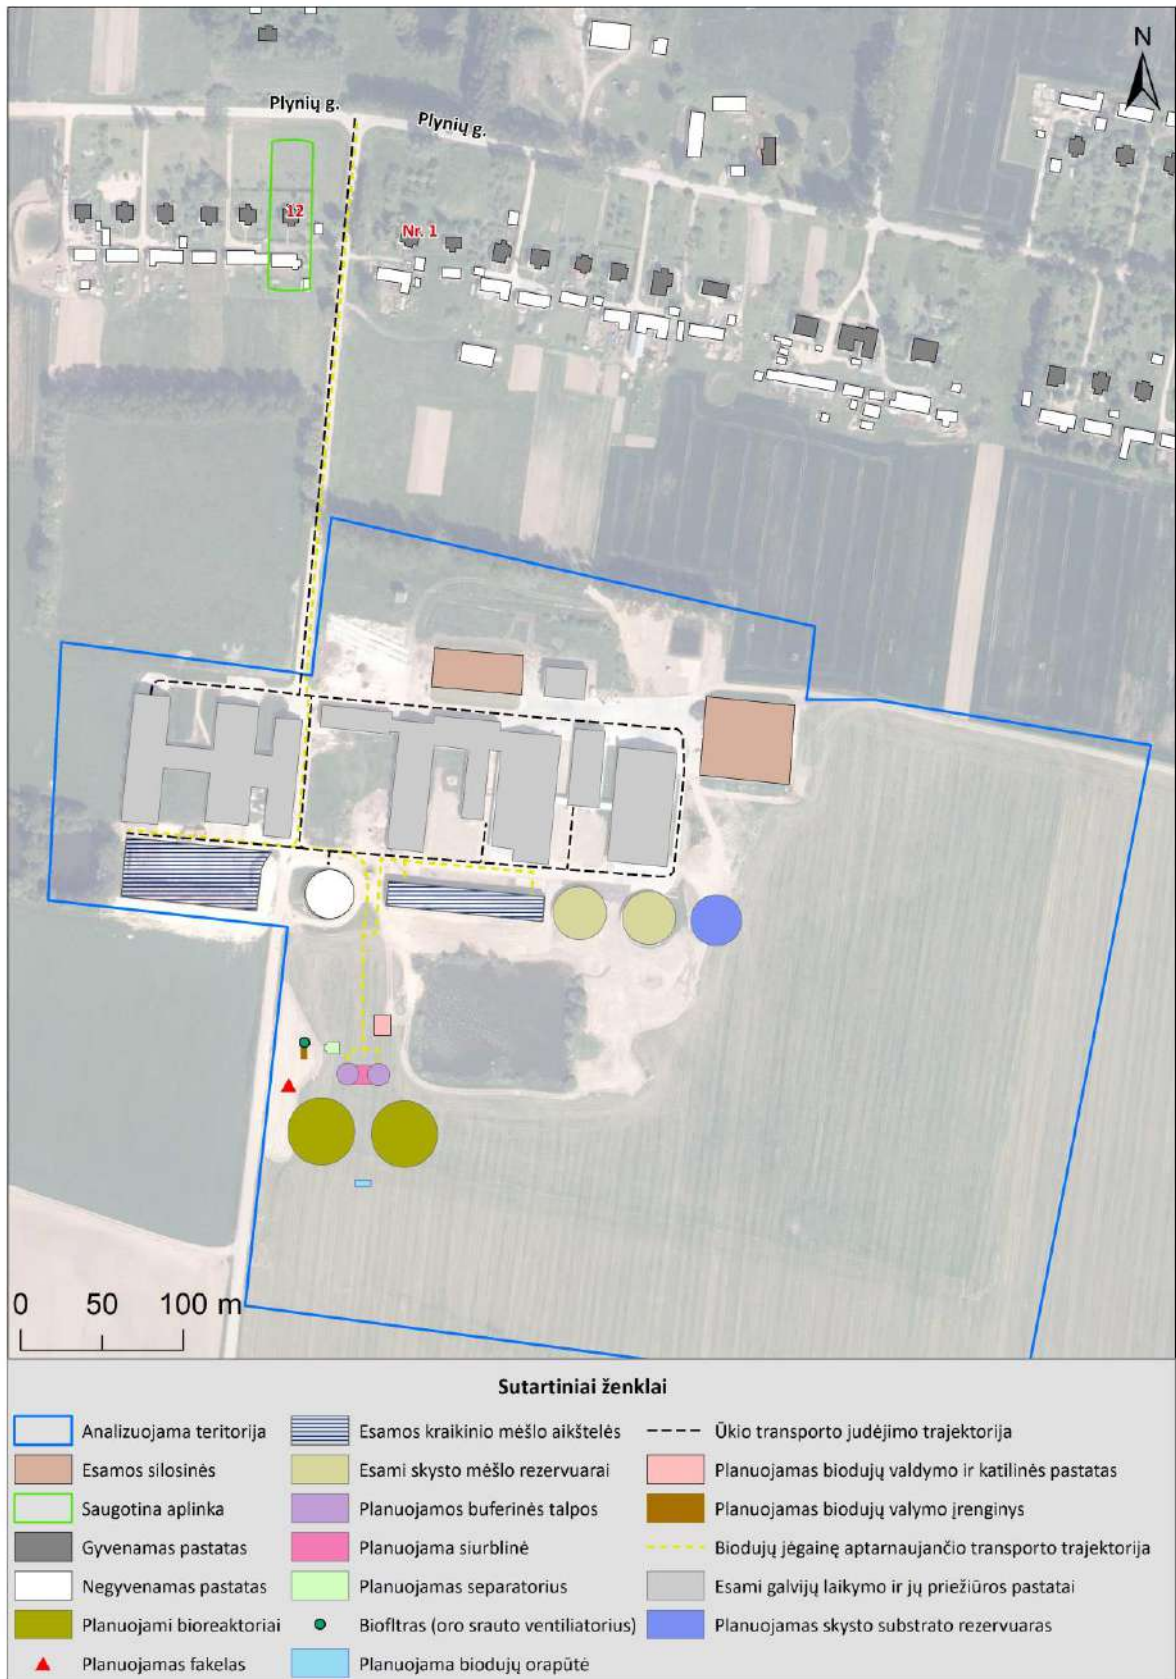 N
Plynių g.
Plynių g.
12
Nr. 1
0 50 100 m
Sutartiniai ženklai
Analizuojama teritorija
Esamos silosinės
Saugotina aplinka
Gyvenamas pastatas
Negyvenamas pastatas
Planuojami bioreaktoriai
Planuojamas fakelas
Esamos kraikinio mėšlo aikštelės
Esami skysto mėšlo rezervuarai
Planuojamos buferinės talpos
Planuojama siurblinė
Planuojamas separatorius
Biofltras (oro srauto ventiliatorius)
Planuojama biodujų orapūtė
Ūkio transporto judėjimo trajektorija
Planuojamas biodujų valdymo ir katilinės pastatas
Planuojamas biodujų valymo įrenginys
Biodujų jėgainę aptarnaujančio transporto trajektorija
Esami galvijų laikymo ir jų priežiūros pastatai
Planuojamas skysto substrato rezervuaras